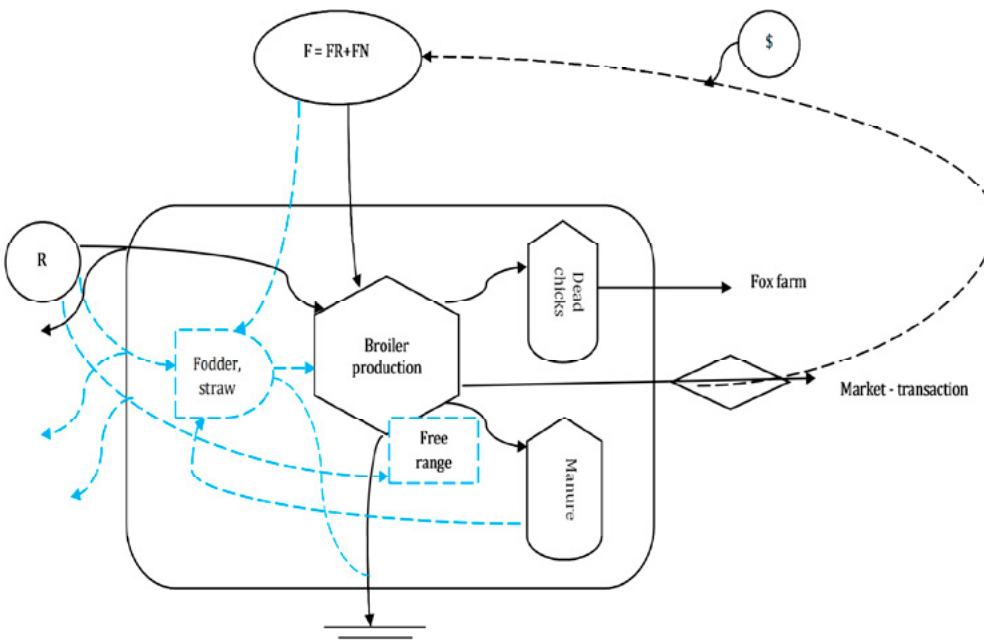 F = FR+FN
$
R
Dead
chicks
Fox farm
Broiler
production
Fodder,
straw
Market - transaction
Free
range
Manure